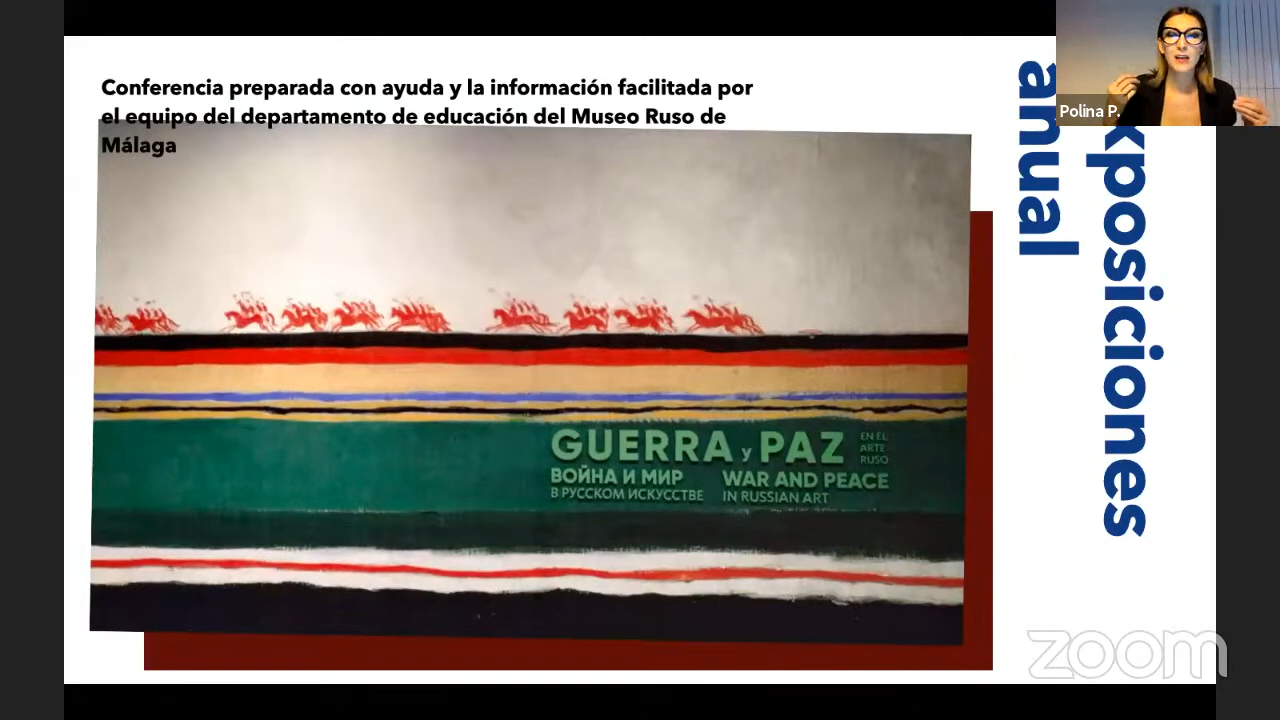 Conferencia preparada con ayuda y la información facilitada por
el equipo del departamento de educación del Museo Ruso de
Málaga
xposiciones
anual
Polina P.
GUERRA y PAZ
EN EL
ARTE
RUSO
ВОЙНА И МИР
В РУССКОМ ИСКУССТВЕ
WAR AND PEACE
IN RUSSIAN ART
zoom